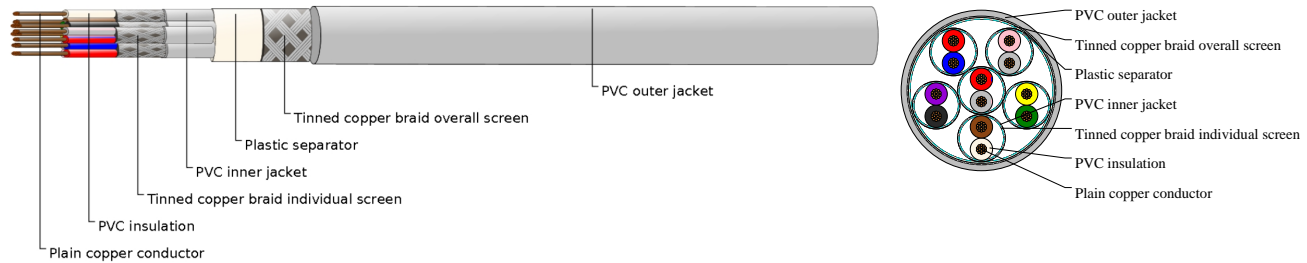 PVC outer jacket
Tinned copper braid overall screen
Plastic separator
PVC inner jacket
Tinned copper braid individual screen
PVC insulation
Plain copper conductor
PVC outer jacket
Tinned copper braid overall screen
Plastic separator
PVC inner jacket
Tinned copper braid individual screen
PVC insulation
Plain copper conductor